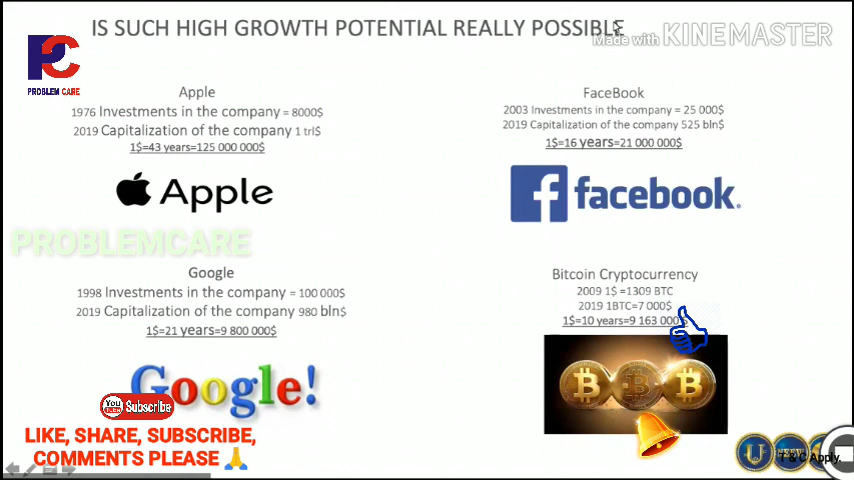 IS SUCH HIGH GROWTH POTENTIAL REALLY POSSIBLE
Made with KINEMASTER
PC
PROBLEM CARE
Apple
1976 Investments in the company = 8000$
2019 Capitalization of the company 1 trl$
1$=43 years=125 000 000$
Apple
FaceBook
2003 Investments in the company = 25 000$
2019 Capitalization of the company 525 bln$
1$=16 years=21 000 000$
f facebook®
PROBLEMCARE
Google
1998 Investments in the company = 100 000$
2019 Capitalization of the company 980 bln$
1$=21 years=9 800 000$
Google!
Bitcoin Cryptocurrency
2009 1$ =1309 BTC
2019 1BTC=7 000$
1$=10 years=9 163 000$
You Tube Subscribe
LIKE, SHARE, SUBSCRIBE,
COMMENTS PLEASE 🙏
U
T & C Apply.